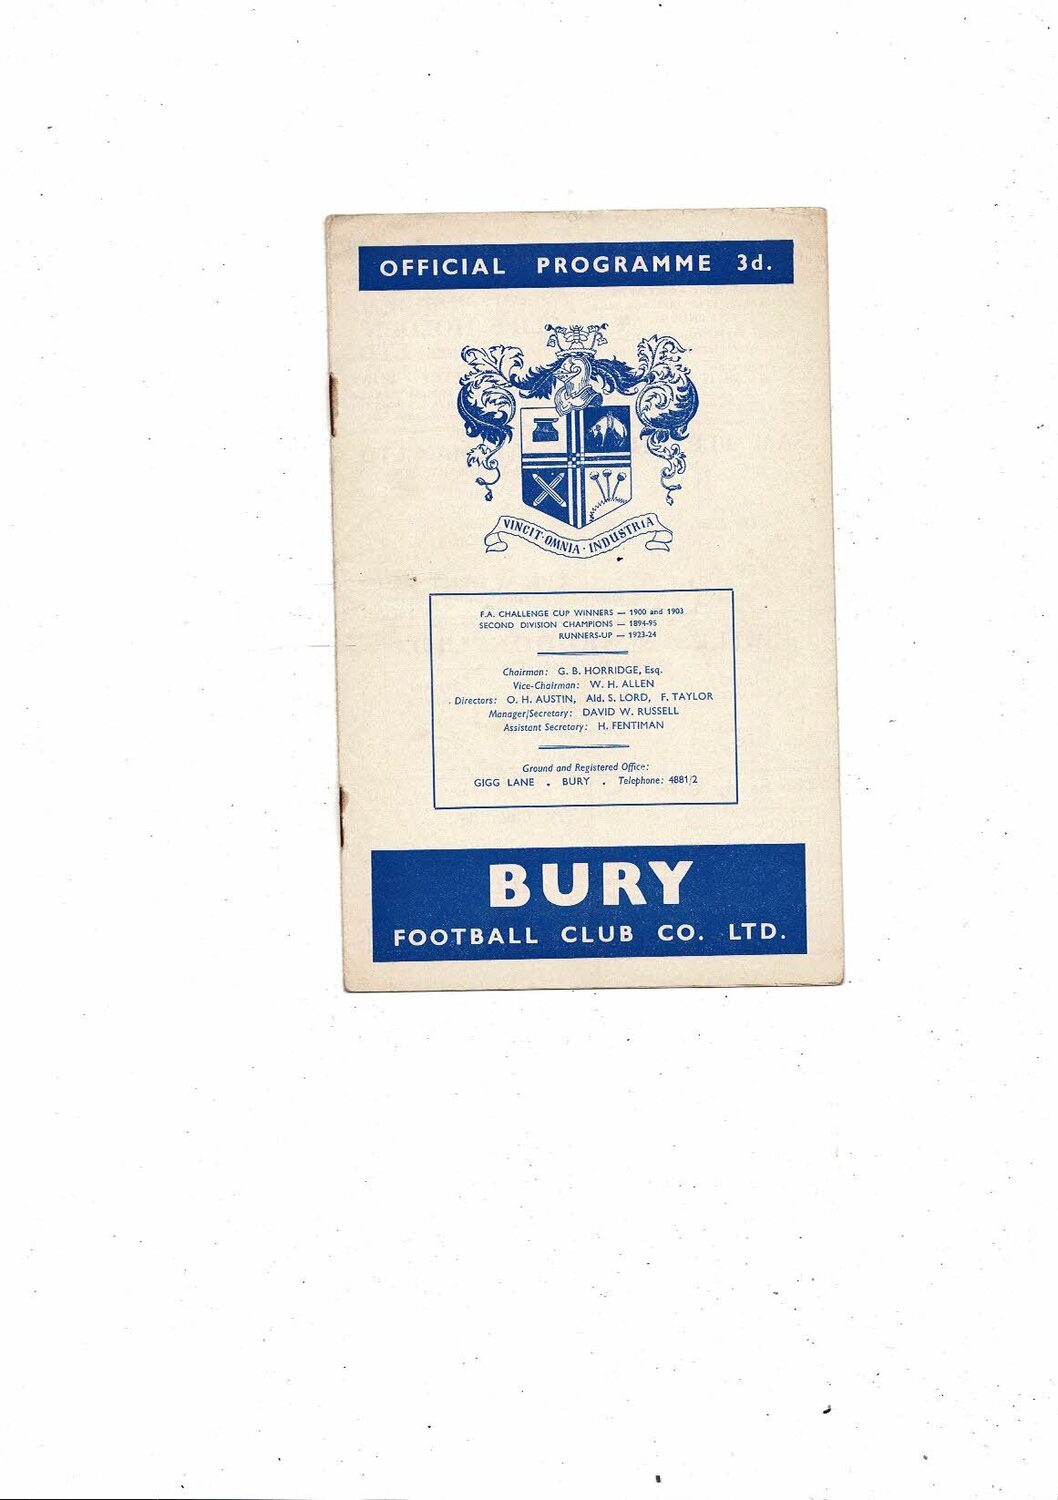 OFFICIAL PROGRAMME 3d.
VINCIT · OMNIA · INDUSTRIA
F.A. CHALLENGE CUP WINNERS — 1900 and 1903
SECOND DIVISION CHAMPIONS — 1894-95
RUNNERS-UP — 1923-24
Chairman: G. B. HORRIDGE, Esq.
Vice-Chairman: W. H. ALLEN
Directors: O. H. AUSTIN, Ald. S. LORD, F. TAYLOR
Manager/Secretary: DAVID W. RUSSELL
Assistant Secretary: H. FENTIMAN
Ground and Registered Office:
GIGG LANE . BURY . Telephone: 4881/2
BURY
FOOTBALL CLUB CO. LTD.